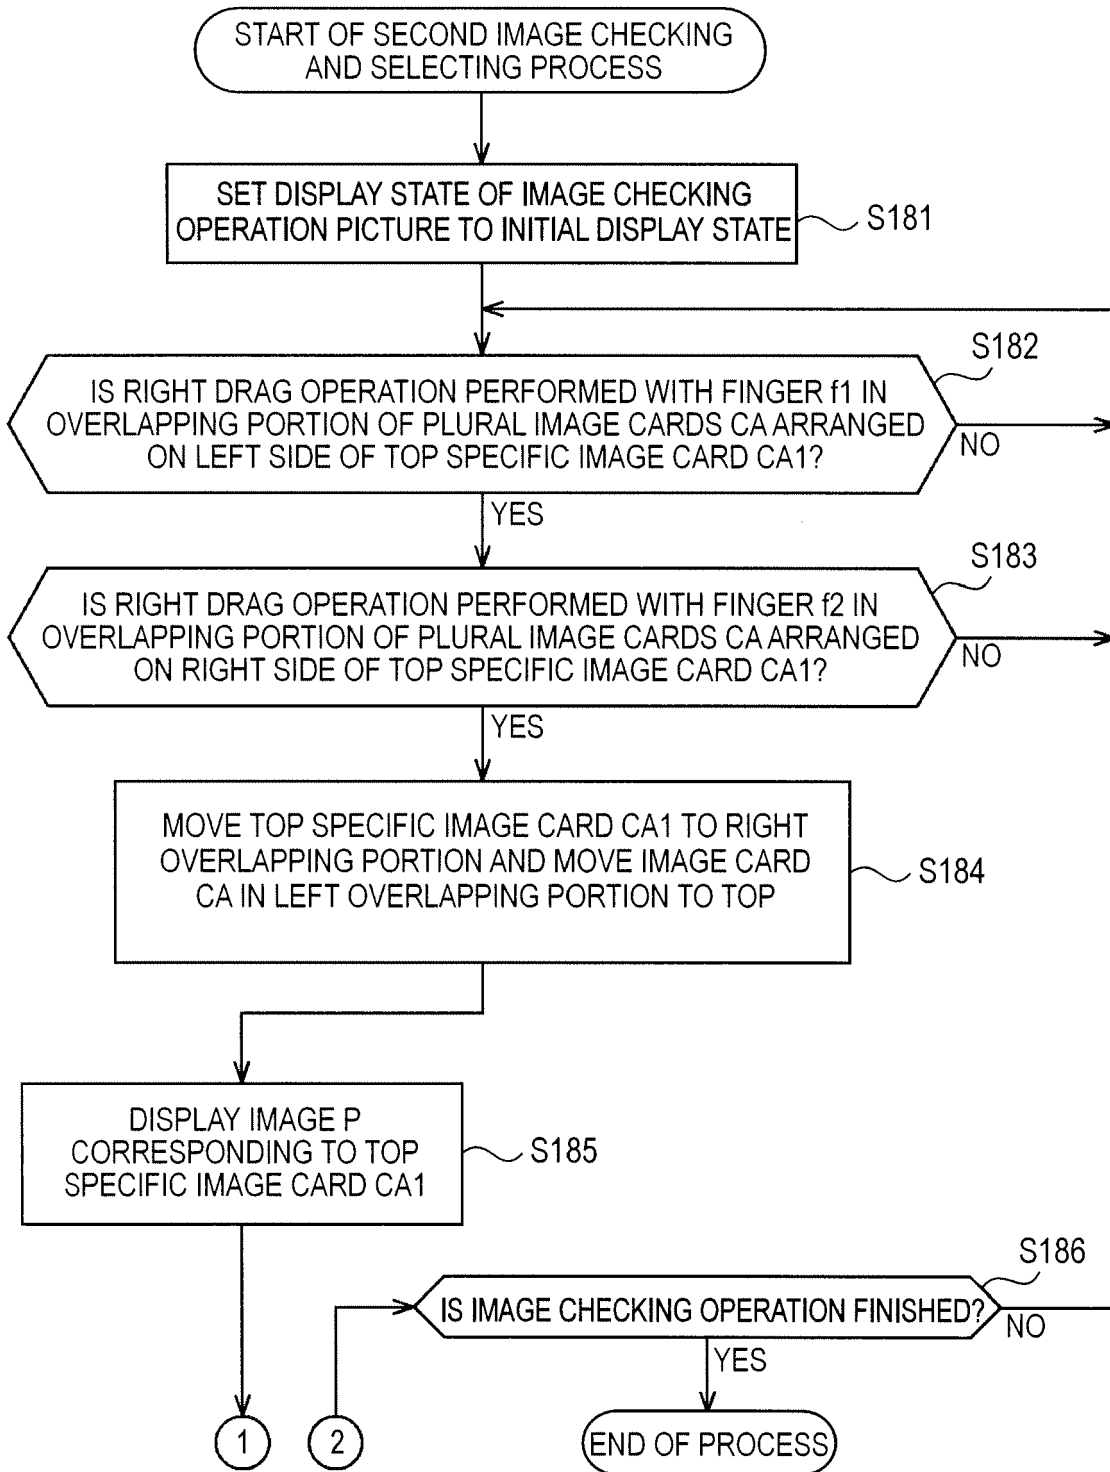 START OF SECOND IMAGE CHECKING
AND SELECTING PROCESS
SET DISPLAY STATE OF IMAGE CHECKING
OPERATION PICTURE TO INITIAL DISPLAY STATE
S181
S182
IS RIGHT DRAG OPERATION PERFORMED WITH FINGER f1 IN
OVERLAPPING PORTION OF PLURAL IMAGE CARDS CA ARRANGED
ON LEFT SIDE OF TOP SPECIFIC IMAGE CARD CA1?
NO
YES
S183
IS RIGHT DRAG OPERATION PERFORMED WITH FINGER f2 IN
OVERLAPPING PORTION OF PLURAL IMAGE CARDS CA ARRANGED
ON RIGHT SIDE OF TOP SPECIFIC IMAGE CARD CA1?
NO
YES
MOVE TOP SPECIFIC IMAGE CARD CA1 TO RIGHT
OVERLAPPING PORTION AND MOVE IMAGE CARD
CA IN LEFT OVERLAPPING PORTION TO TOP
S184
DISPLAY IMAGE P
CORRESPONDING TO TOP
SPECIFIC IMAGE CARD CA1
S185
S186
IS IMAGE CHECKING OPERATION FINISHED?
NO
YES
1
2
END OF PROCESS